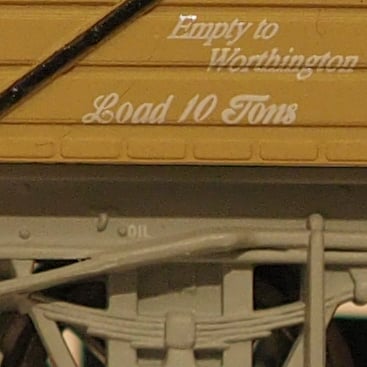 Empty to
Worthington
Load 10 Tons
OIL